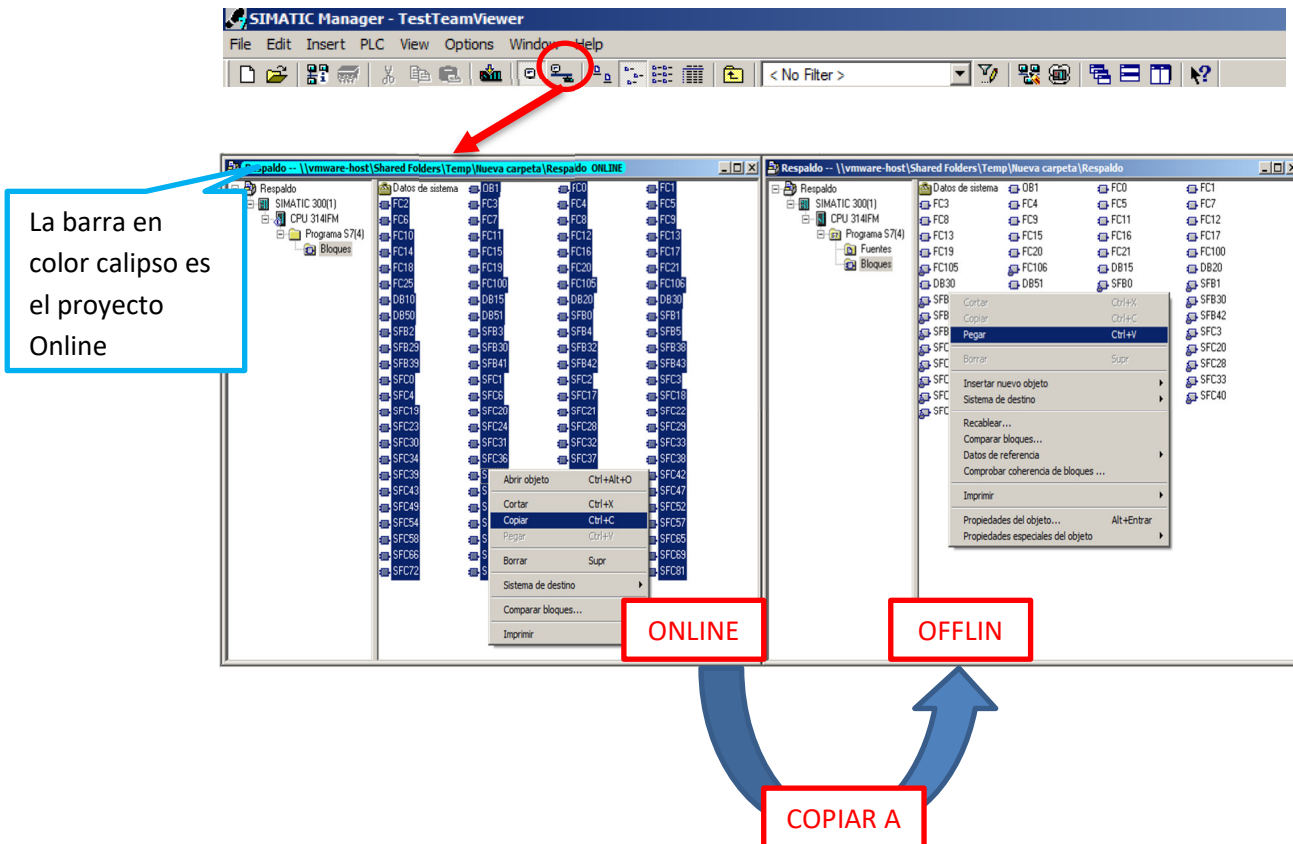 SIMATIC Manager - TestTeamViewer
File Edit Insert PLC View Options Window Help
< No Filter >
La barra en
color calipso es
el proyecto
Online
Respaldo -- \\vmware-host\Shared Folders\Temp\Nueva carpeta\Respaldo ONLINE
Respaldo
SIMATIC 300(1)
CPU 314IFM
Programa S7(4)
Bloques
Datos de sistema OB1 FC0 FC1
FC2 FC3 FC4 FC5
FC6 FC7 FC8 FC9
FC10 FC11 FC12 FC13
FC14 FC15 FC16 FC17
FC18 FC19 FC20 FC21
FC25 FC100 FC105 FC106
DB10 DB15 DB20 DB30
DB50 DB51 SFB0 SFB1
SFB2 SFB3 SFB4 SFB5
SFB29 SFB30 SFB32 SFB38
SFB39 SFB41 SFB42 SFB43
SFC0 SFC1 SFC2 SFC3
SFC4 SFC6 SFC17 SFC18
SFC19 SFC20 SFC21 SFC22
SFC23 SFC24 SFC28 SFC29
SFC30 SFC31 SFC32 SFC33
SFC34 SFC36 SFC37 SFC38
SFC39 S SFC42
SFC43 S SFC47
SFC49 S SFC52
SFC54 S SFC57
SFC58 S SFC65
SFC66 S SFC69
SFC72 S SFC81
Abrir objeto Ctrl+Alt+O
Cortar Ctrl+X
Copiar Ctrl+C
Pegar Ctrl+V
Borrar Supr
Sistema de destino
Comparar bloques...
Imprimir
ONLINE
Respaldo -- \\vmware-host\Shared Folders\Temp\Nueva carpeta\Respaldo
Respaldo
SIMATIC 300(1)
CPU 314IFM
Programa S7(4)
Fuentes
Bloques
Datos de sistema OB1 FC0 FC1
FC3 FC4 FC5 FC7
FC8 FC9 FC11 FC12
FC13 FC15 FC16 FC17
FC19 FC20 FC21 FC100
FC105 FC106 DB15 DB20
DB30 DB51 SFB0 SFB1
SFB SFB30
SFB SFB42
SFB SFC3
SFC SFC20
SFC SFC28
SFC SFC33
SFC SFC40
SFC
Cortar Ctrl+X
Copiar Ctrl+C
Pegar Ctrl+V
Borrar Supr
Insertar nuevo objeto
Sistema de destino
Recablear...
Comparar bloques...
Datos de referencia
Comprobar coherencia de bloques ...
Imprimir
Propiedades del objeto... Alt+Entrar
Propiedades especiales del objeto
OFFLIN
COPIAR A